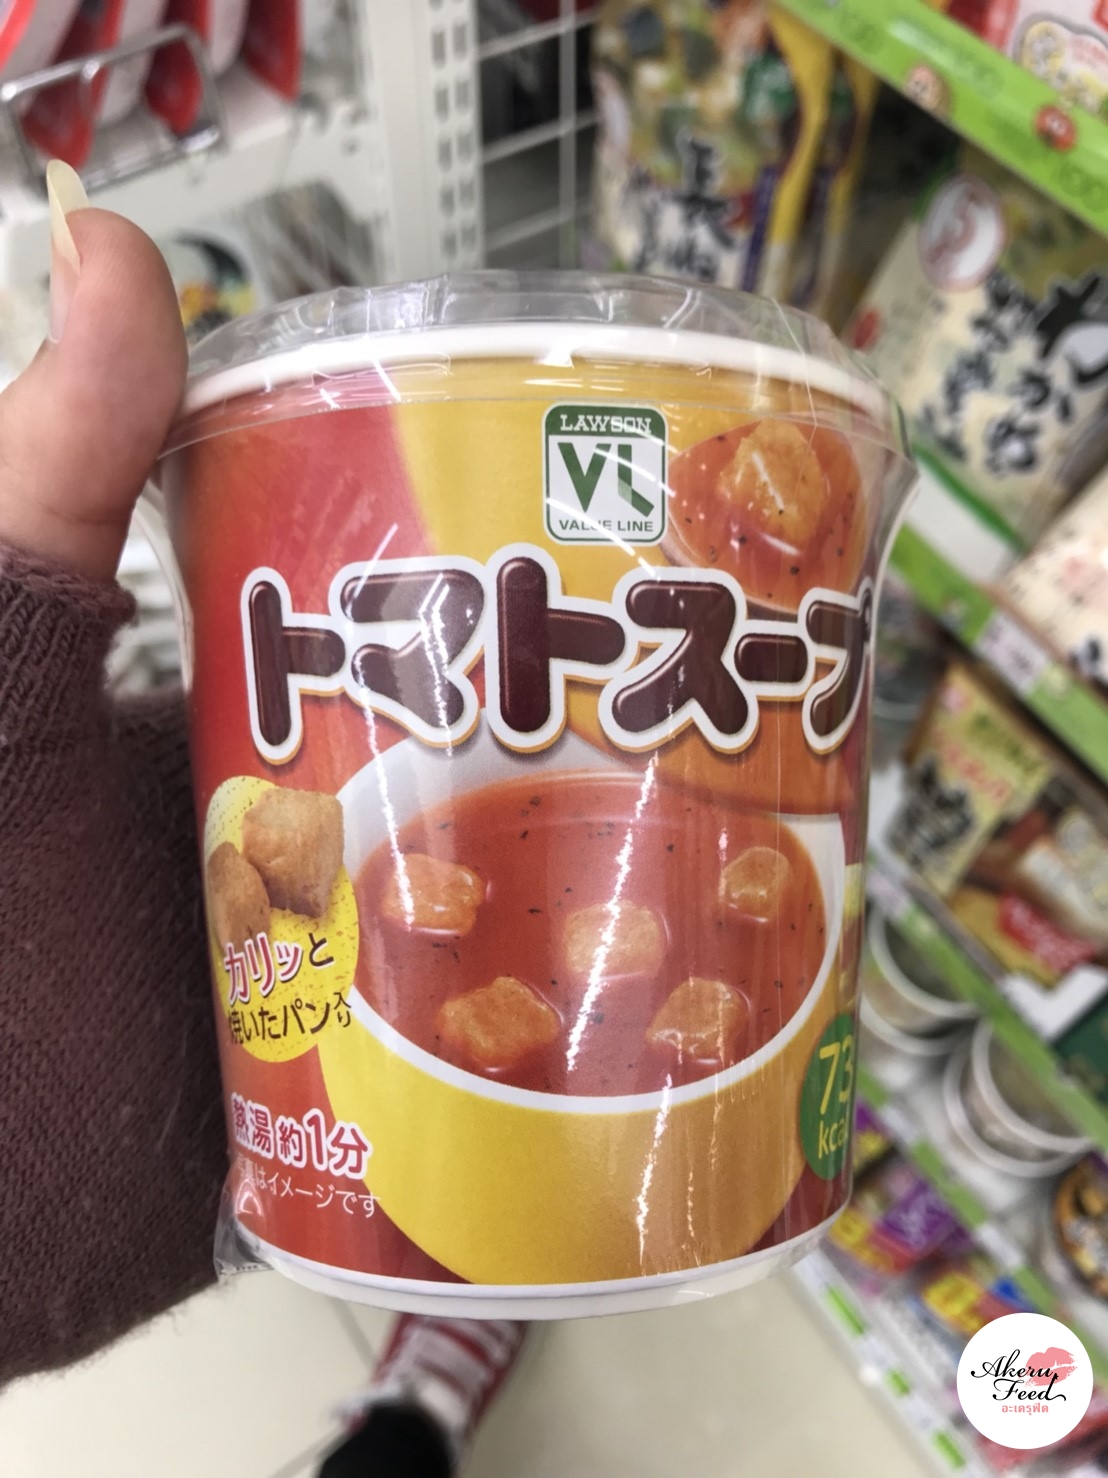 LAWSON
VL
VALUE LINE
トマトスープ
カリッと
焼いたパン入り
73
kcal
熱湯 約1分
写真はイメージです
Akeru
Feed
อะเครุฟีด